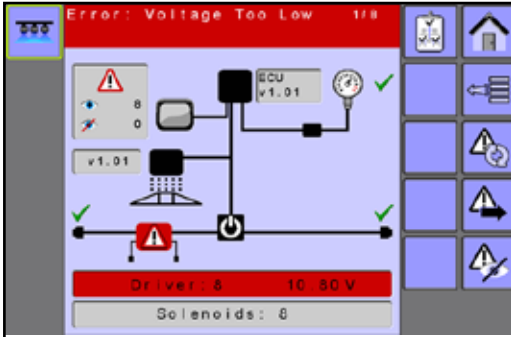 Error: Voltage Too Low 1/8
8
0
ECU
v1.01
v1.01
Driver: 8 10.80V
Solenoids: 8